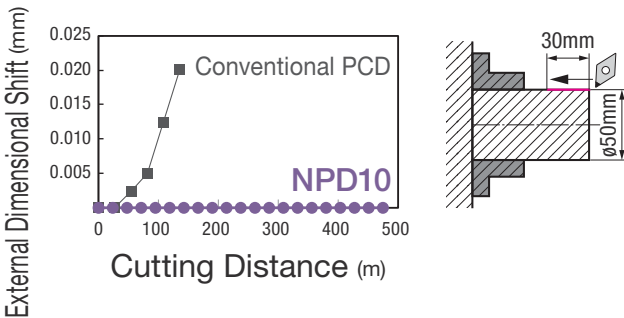 External Dimensional Shift (mm)
0.025
0.020
0.015
0.010
0.005
Conventional PCD
NPD10
0 100 200 300 400 500
Cutting Distance (m)
30mm
ø50mm